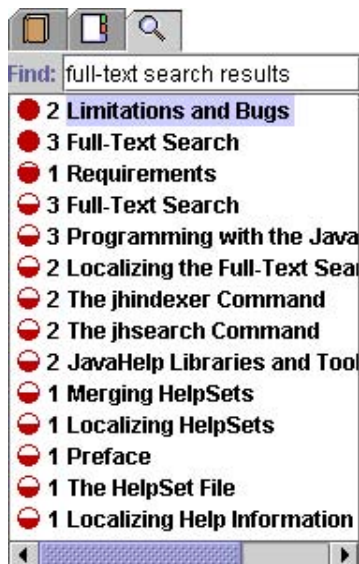 Find: full-text search results
2 Limitations and Bugs
3 Full-Text Search
1 Requirements
3 Full-Text Search
3 Programming with the Java
2 Localizing the Full-Text Sear
2 The jhindexer Command
2 The jhsearch Command
2 JavaHelp Libraries and Tool
1 Merging HelpSets
1 Localizing HelpSets
1 Preface
1 The HelpSet File
1 Localizing Help Information